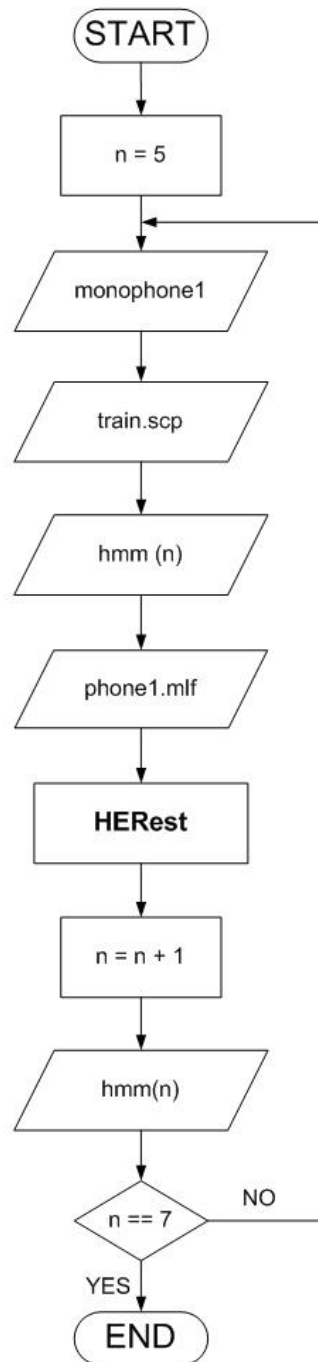 START
n = 5
monophone1
train.scp
hmm (n)
phone1.mlf
HERest
n = n + 1
hmm(n)
n == 7
NO
YES
END